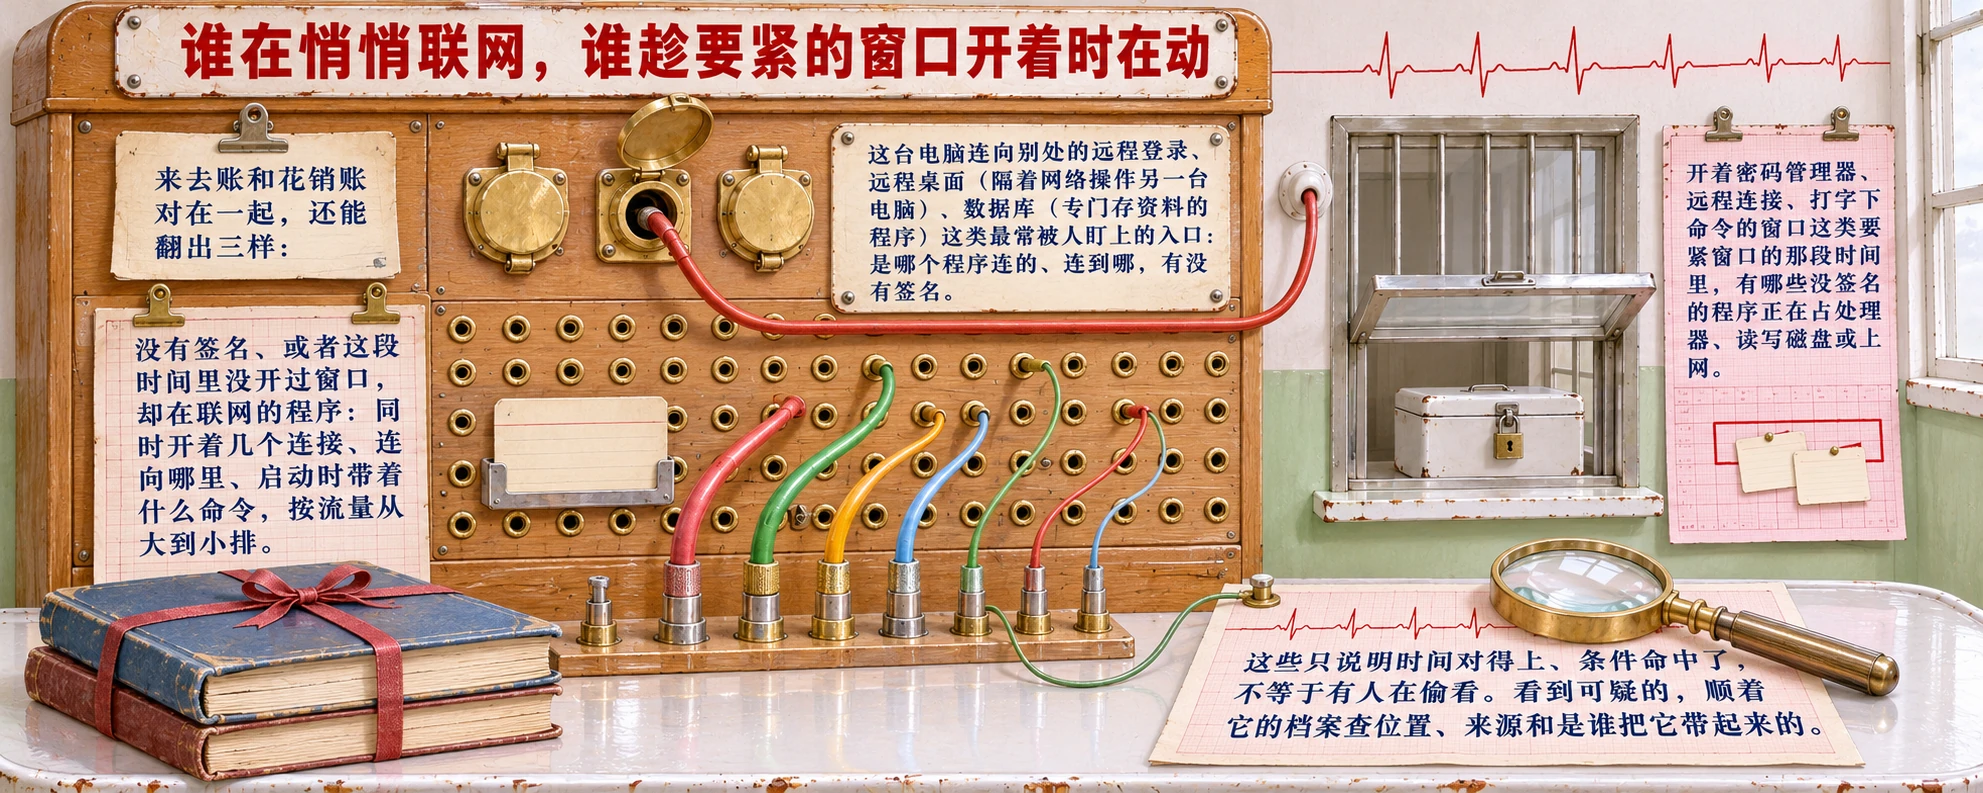 谁在悄悄联网，谁趁要紧的窗口开着时在动
来去账和花销账
对在一起，还能
翻出三样：
没有签名、或者这段
时间里没开过窗口，
却在联网的程序：同
时开着几个连接、连
向哪里、启动时带着
什么命令，按流量从
大到小排。
这台电脑连向别处的远程登录、
远程桌面（隔着网络操作另一台
电脑）、数据库（专门存资料的
程序）这类最常被人盯上的入口：
是哪个程序连的、连到哪，有没
有签名。
开着密码管理器、
远程连接、打字下
命令的窗口这类要
紧窗口的那段时间
里，有哪些没签名
的程序正在占处理
器、读写磁盘或上
网。
这些只说明时间对得上、条件命中了，
不等于有人在偷看。看到可疑的，顺着
它的档案查位置、来源和是谁把它带起来的。